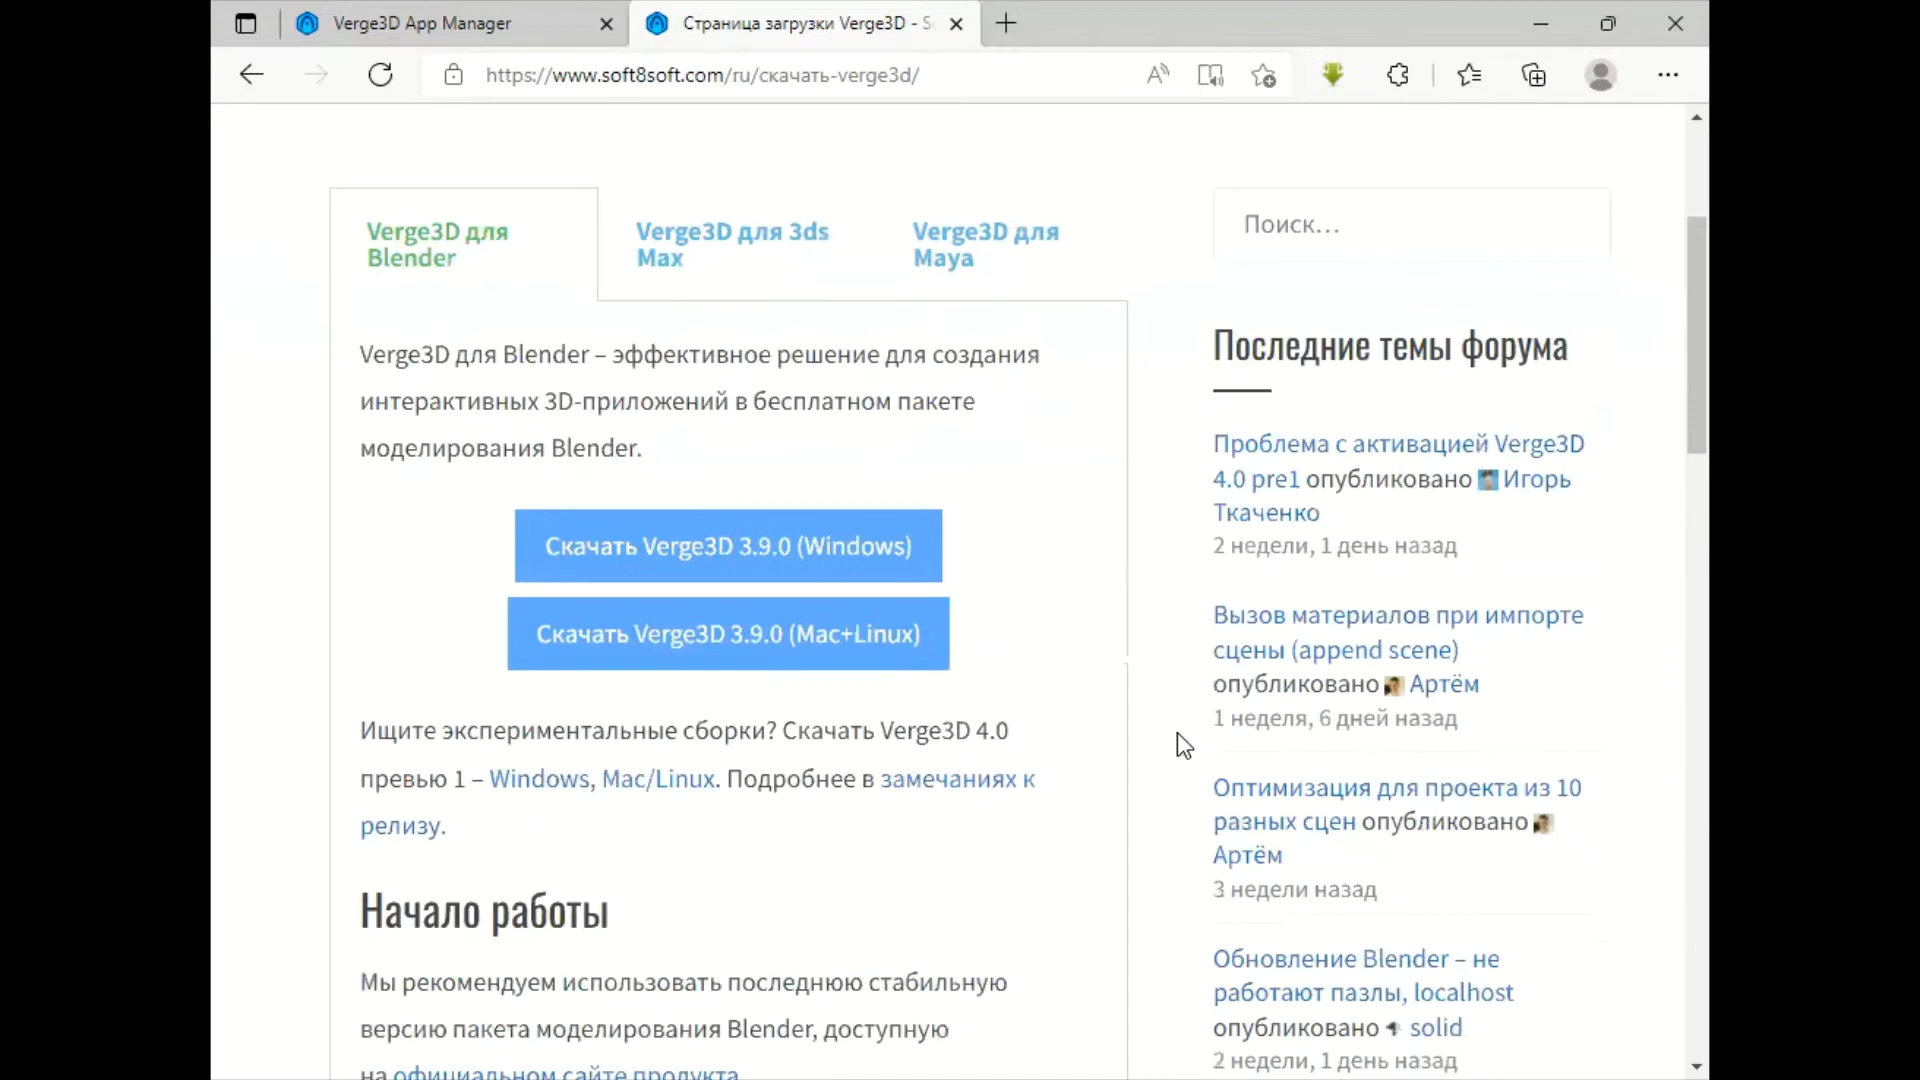 Verge3D App Manager
Страница загрузки Verge3D - S
https://www.soft8soft.com/ru/скачать-verge3d/
Verge3D для
Blender
Verge3D для 3ds
Max
Verge3D для
Maya
Verge3D для Blender – эффективное решение для создания
интерактивных 3D-приложений в бесплатном пакете
моделирования Blender.
Скачать Verge3D 3.9.0 (Windows)
Скачать Verge3D 3.9.0 (Mac+Linux)
Ищите экспериментальные сборки? Скачать Verge3D 4.0
превью 1 – Windows, Mac/Linux. Подробнее в замечаниях к
релизу.
Начало работы
Мы рекомендуем использовать последнюю стабильную
версию пакета моделирования Blender, доступную
на официальном сайте продукта
Поиск…
Последние темы форума
Проблема с активацией Verge3D
4.0 pre1 опубликовано Игорь
Ткаченко
2 недели, 1 день назад
Вызов материалов при импорте
сцены (append scene)
опубликовано Артём
1 неделя, 6 дней назад
Оптимизация для проекта из 10
разных сцен опубликовано
Артём
3 недели назад
Обновление Blender – не
работают пазлы, localhost
опубликовано solid
2 недели, 1 день назад